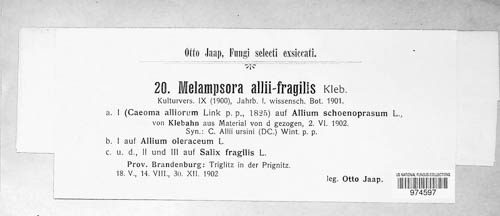 Otto Jaap, Fungi selecti exsiccati.
20. Melampsora allii-fragilis Kleb.
Kulturvers. IX (1900), Jahrb. f. wissensch. Bot. 1901.
a. I (Caeoma alliorum Link p. p., 1825) auf Allium schoenoprasum L.,
von Klebahn aus Material von d gezogen, 2. VI. 1902.
Syn.: C. Allii ursini (DC.) Wint. p. p.
b. I auf Allium oleraceum L.
c. u. d., II und III auf Salix fragilis L.
Prov. Brandenburg: Triglitz in der Prignitz.
18. V., 14. VIII., 30. XII. 1902
leg. Otto Jaap.
US NATIONAL FUNGUS COLLECTIONS
974597